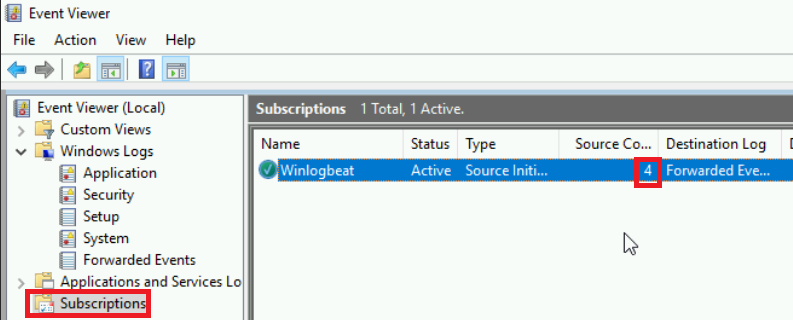 Event Viewer
File Action View Help
Event Viewer (Local)
Custom Views
Windows Logs
Application
Security
Setup
System
Forwarded Events
Applications and Services Lo
Subscriptions
Subscriptions 1 Total, 1 Active.
Name Status Type Source Co... Destination Log D
Winlogbeat Active Source Initi... 4 Forwarded Eve...